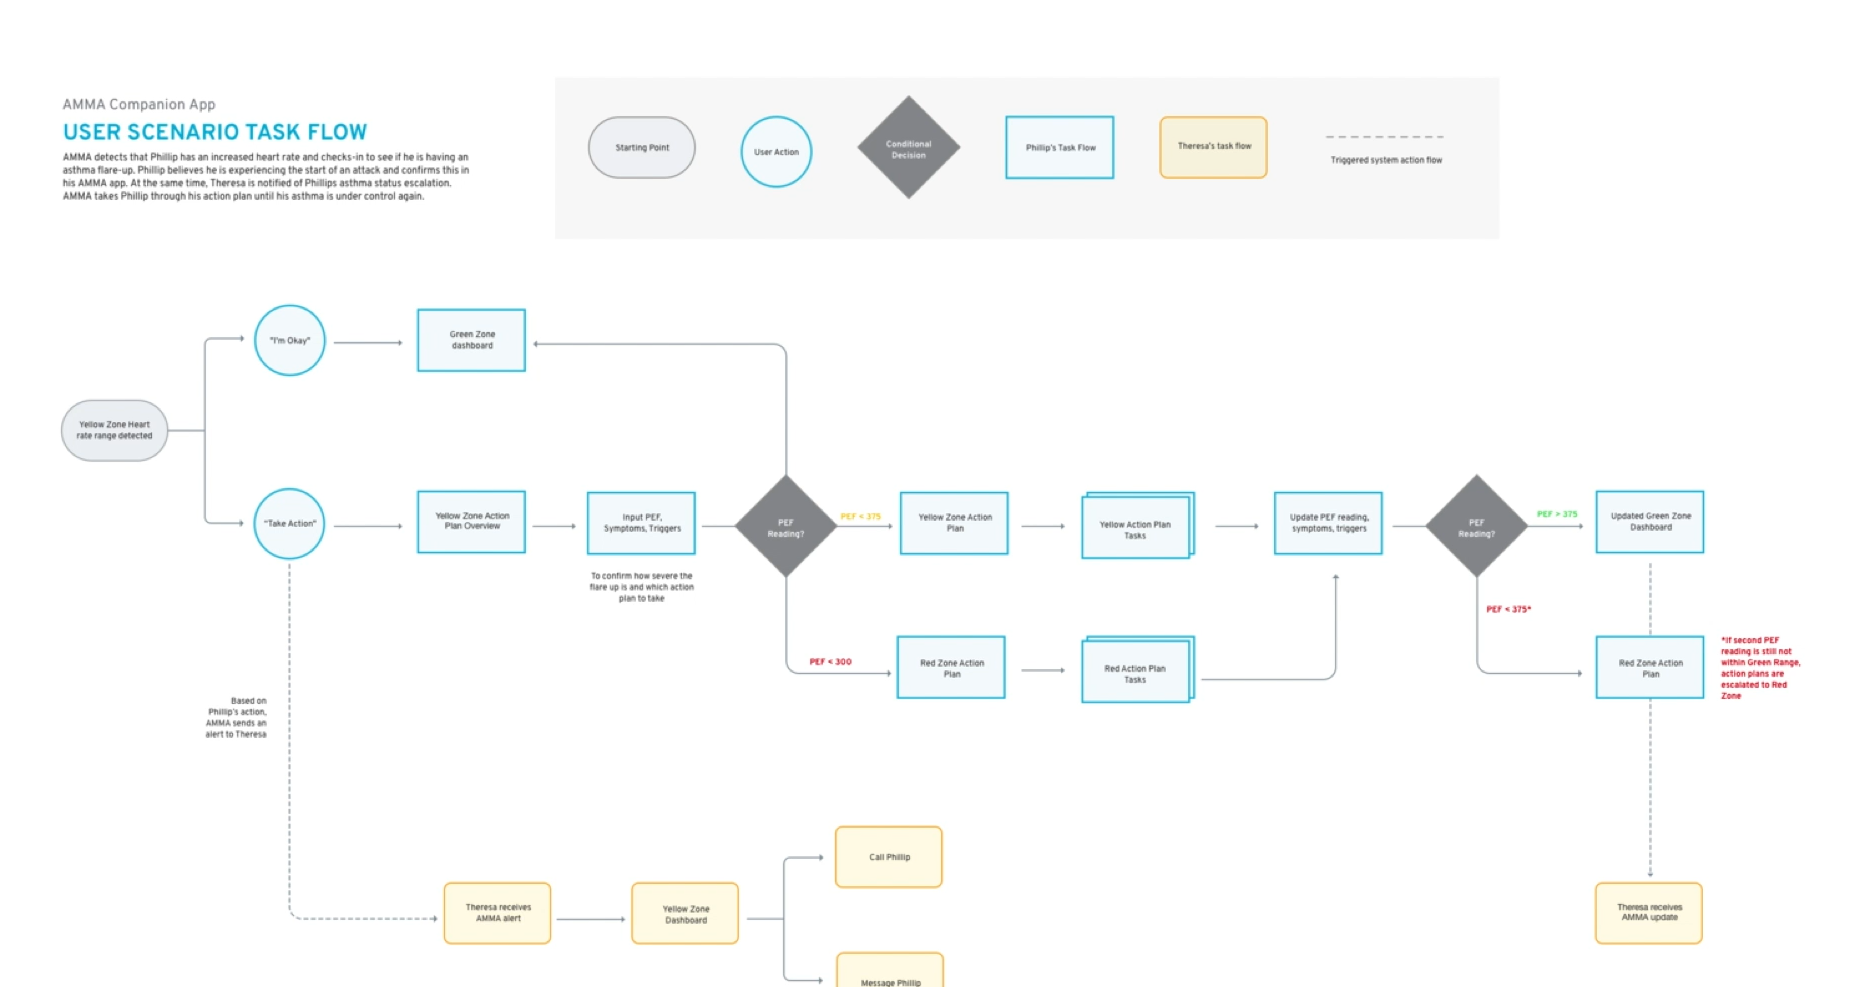 AMMA Companion App
USER SCENARIO TASK FLOW
AMMA detects that Phillip has an increased heart rate and checks-in to see if he is having an
asthma flare-up. Phillip believes he is experiencing the start of an attack and confirms this in
his AMMA app. At the same time, Theresa is notified of Phillips asthma status escalation.
AMMA takes Phillip through his action plan until his asthma is under control again.
Starting Point
User Action
Conditional
Decision
Phillip's Task Flow
Theresa's task flow
Triggered system action flow
"I'm Okay"
Green Zone
dashboard
Yellow Zone Heart
rate range detected
"Take Action"
Yellow Zone Action
Plan Overview
Input PEF,
Symptoms, Triggers
To confirm how severe the
flare up is and which action
plan to take
PEF
Reading?
PEF < 375
Yellow Zone Action
Plan
Yellow Action Plan
Tasks
Update PEF reading,
symptoms, triggers
PEF
Reading?
PEF > 375
Updated Green Zone
Dashboard
PEF < 375*
PEF < 300
Red Zone Action
Plan
Red Action Plan
Tasks
Red Zone Action
Plan
*If second PEF
reading is still not
within Green Range,
action plans are
escalated to Red
Zone
Based on
Phillip's action,
AMMA sends an
alert to Theresa
Theresa receives
AMMA alert
Yellow Zone
Dashboard
Call Phillip
Message Phillip
Theresa receives
AMMA update